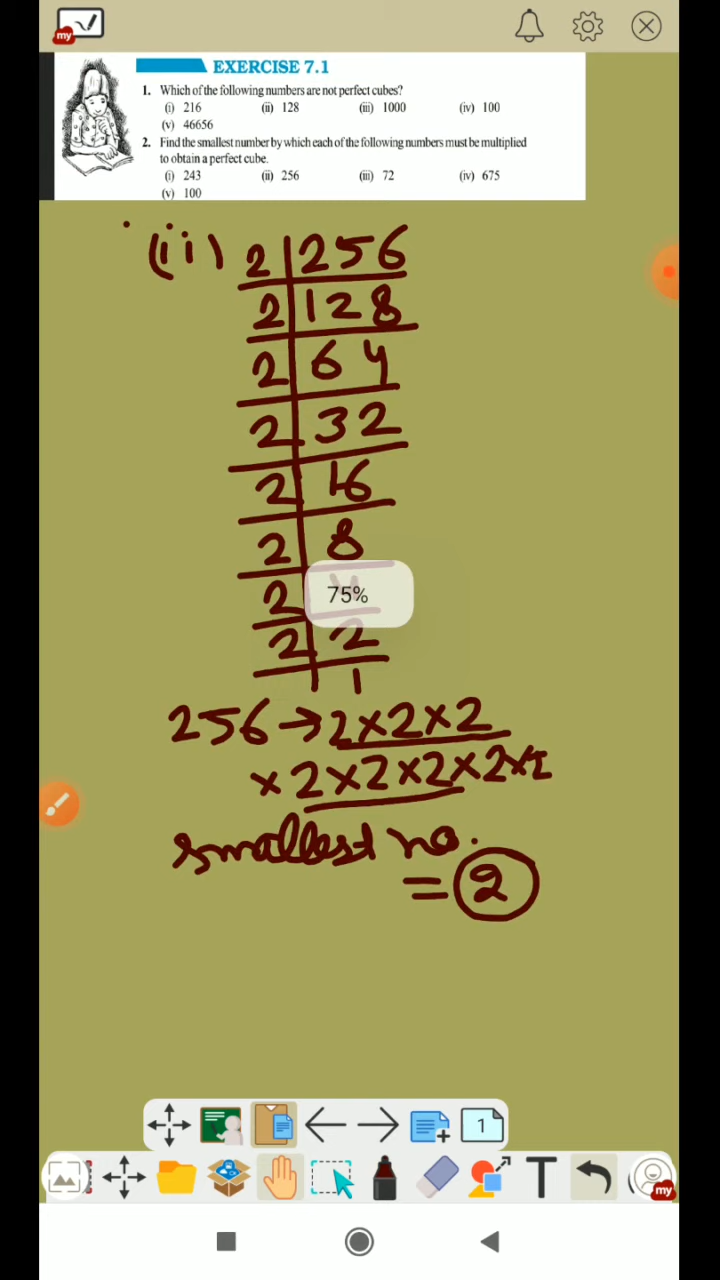 my
EXERCISE 7.1
1. Which of the following numbers are not perfect cubes?
(i) 216 (ii) 128 (iii) 1000 (iv) 100
(v) 46656
2. Find the smallest number by which each of the following numbers must be multiplied
to obtain a perfect cube.
(i) 243 (ii) 256 (iii) 72 (iv) 675
(v) 100
(ii) 2 | 256
2 | 128
2 | 64
2 | 32
2 | 16
2 | 8
2
75%
2 | 2
1
256 → 2×2×2
×2×2×2×2×2
smallest no.
= 2
1
T
my